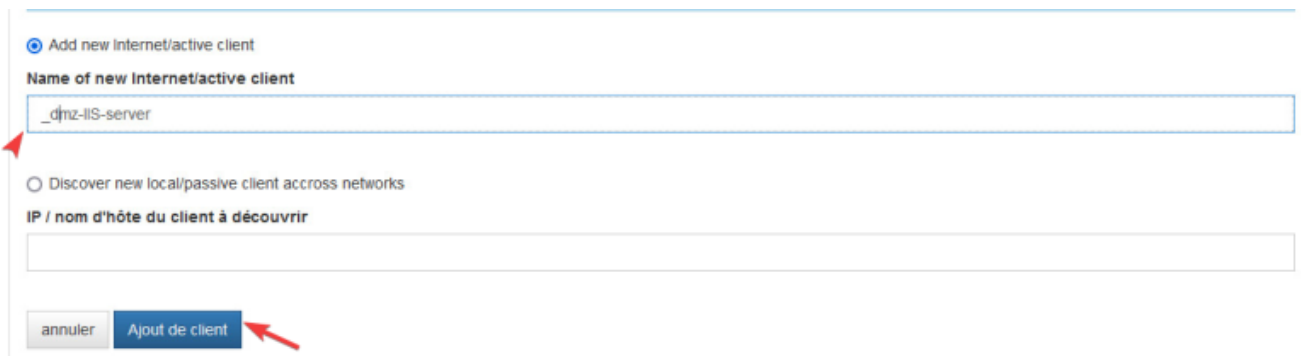 Add new Internet/active client
Name of new Internet/active client
_dmz-IIS-server
Discover new local/passive client accross networks
IP / nom d'hôte du client à découvrir
annuler
Ajout de client